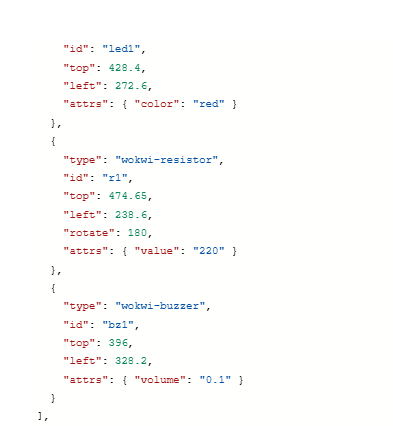 "id": "led1",
"top": 428.4,
"left": 272.6,
"attrs": { "color": "red" }
},
{
"type": "wokwi-resistor",
"id": "r1",
"top": 474.65,
"left": 238.6,
"rotate": 180,
"attrs": { "value": "220" }
},
{
"type": "wokwi-buzzer",
"id": "bz1",
"top": 396,
"left": 328.2,
"attrs": { "volume": "0.1" }
}
],